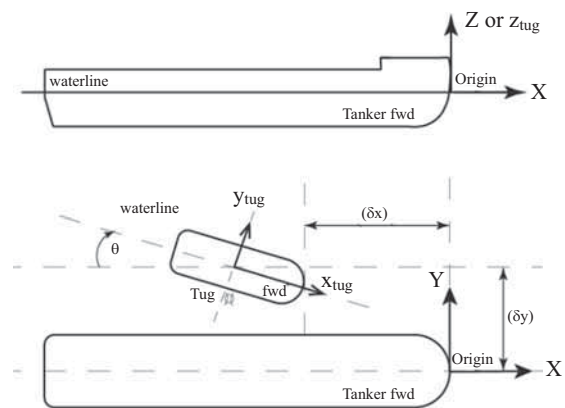 Z or z_tug
waterline
Origin
X
Tanker fwd
waterline
y_tug
(δx)
θ
Tug
fwd
x_tug
Y
(δy)
Origin
X
Tanker fwd